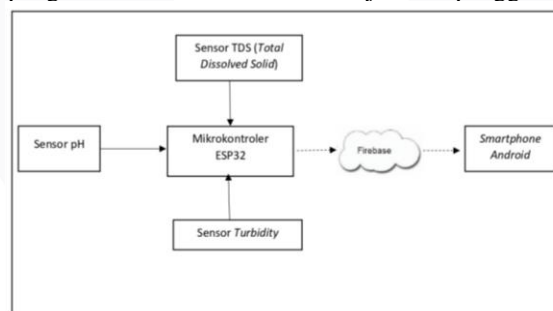 Sensor TDS (Total
Dissolved Solid)
Sensor pH
Mikrokontroler
ESP32
Firebase
Smartphone
Android
Sensor Turbidity